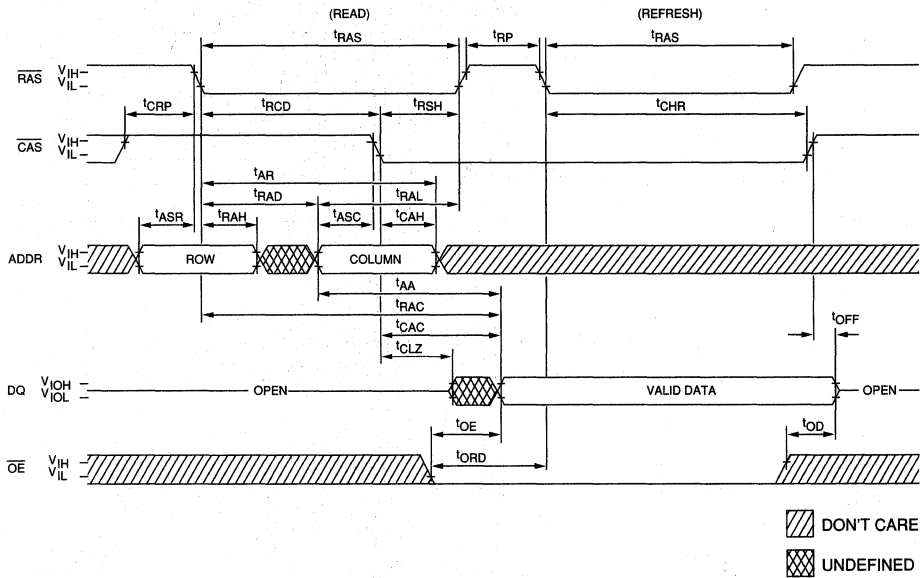 (READ) (REFRESH)
tRAS tRP tRAS
RAS VIH VIL
tCRP tRCD tRSH tCHR
CAS VIH VIL
tAR
tRAD tRAL
tASR tRAH tASC tCAH
ADDR VIH VIL ROW COLUMN
tAA
tRAC
tCAC tOFF
tCLZ
DQ VIOH VIOL OPEN VALID DATA OPEN
tOE tOD
tORD
OE VIH VIL
DON'T CARE
UNDEFINED